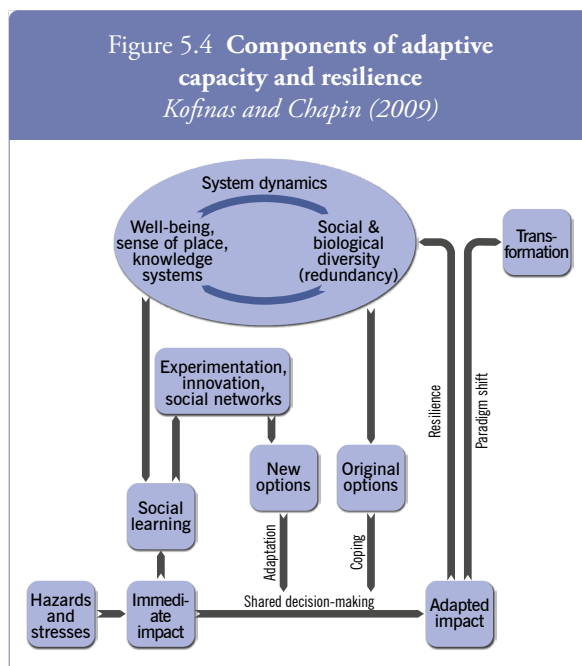 Figure 5.4 Components of adaptive
capacity and resilience
Kofinas and Chapin (2009)
System dynamics
Well-being,
sense of place,
knowledge
systems
Social &
biological
diversity
(redundancy)
Trans-
formation
Experimentation,
innovation,
social networks
Resilience
Paradigm shift
New
options
Original
options
Social
learning
Adaptation
Coping
Hazards
and
stresses
Immedi-
ate
impact
Shared decision-making
Adapted
impact